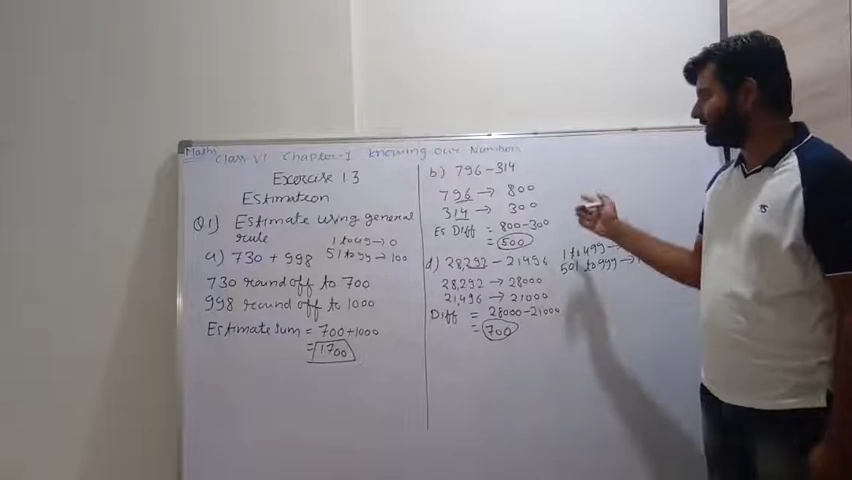 Maths
Class VI Chapter-1 Knowing our Numbers
Exercise 1.3
Estimation
Q1) Estimate using general
rule
1 to 49 → 0
51 to 99 → 100
a) 730 + 998
730 round off to 700
998 round off to 1000
Estimate sum = 700+1000
= 1700
b) 796-314
796 → 800
314 → 300
Es Diff = 800-300
= 500
d) 28,292 - 21496
1 to 499 →
501 to 999 →
28,292 → 28000
21,496 → 21000
Diff = 28000-21000
= 700